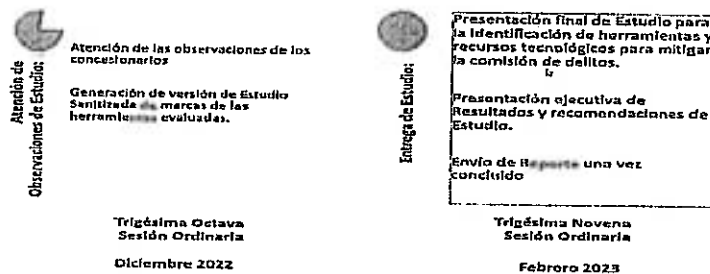 Atención de
Observaciones de Estudio:
Atención de las observaciones de los
concesionarios
Generación de versión de Estudio
Sanitizada marcas de las
evaluadas.
Trigésima Octava
Sesión Ordinaria
Diciembre 2022
Entrega de Estudio:
Presentación final de Estudio para
la identificación de herramientas y
recursos tecnológicos para mitigar
la comisión de delitos.
Presentación ejecutiva de
Resultados y recomendaciones de
Estudio.
Envío de una vez
concluido
Trigésima Novena
Sesión Ordinaria
Febrero 2023